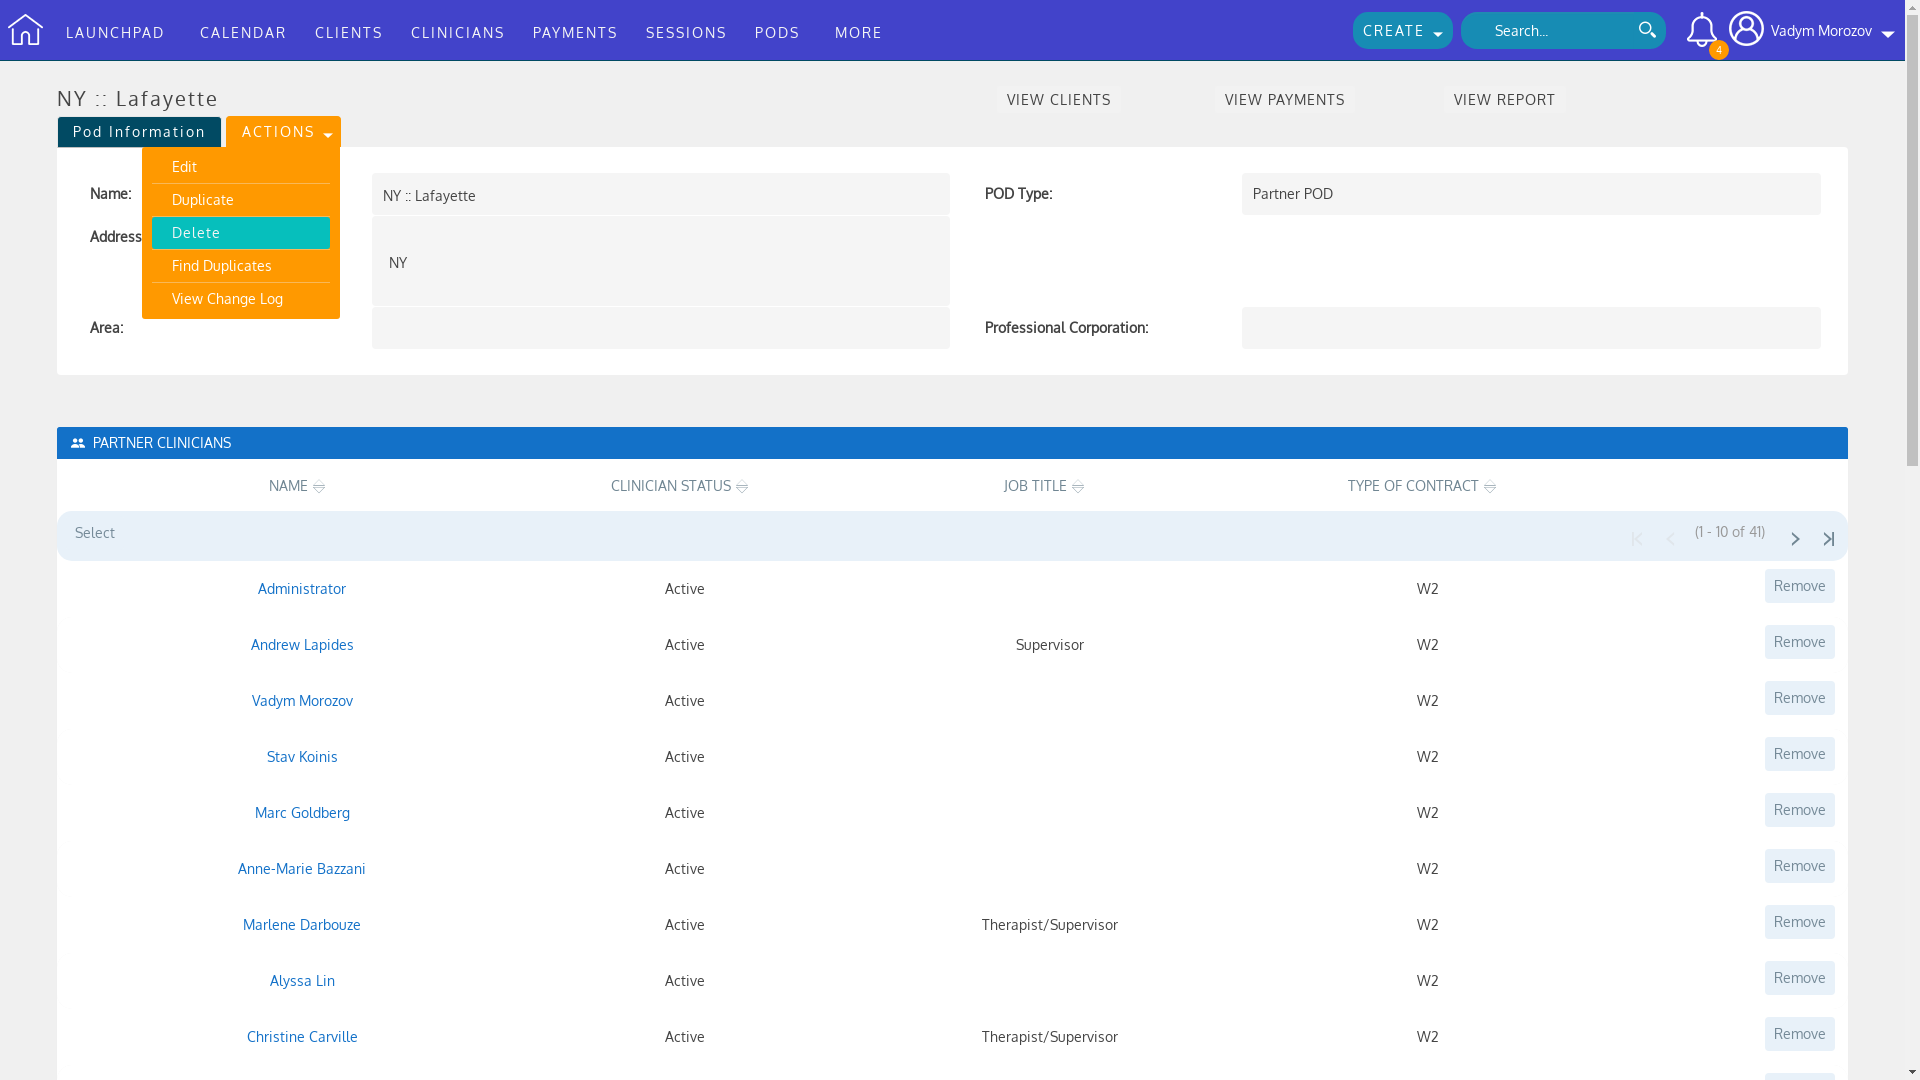 LAUNCHPAD CALENDAR CLIENTS CLINICIANS PAYMENTS SESSIONS PODS MORE CREATE Search... 4 Vadym Morozov
NY :: Lafayette VIEW CLIENTS VIEW PAYMENTS VIEW REPORT
Pod Information ACTIONS
Edit
Duplicate
Delete
Find Duplicates
View Change Log
Name: NY :: Lafayette POD Type: Partner POD
Address NY
Area: Professional Corporation:
PARTNER CLINICIANS
NAME CLINICIAN STATUS JOB TITLE TYPE OF CONTRACT
Select (1 - 10 of 41)
Administrator Active W2 Remove
Andrew Lapides Active Supervisor W2 Remove
Vadym Morozov Active W2 Remove
Stav Koinis Active W2 Remove
Marc Goldberg Active W2 Remove
Anne-Marie Bazzani Active W2 Remove
Marlene Darbouze Active Therapist/Supervisor W2 Remove
Alyssa Lin Active W2 Remove
Christine Carville Active Therapist/Supervisor W2 Remove